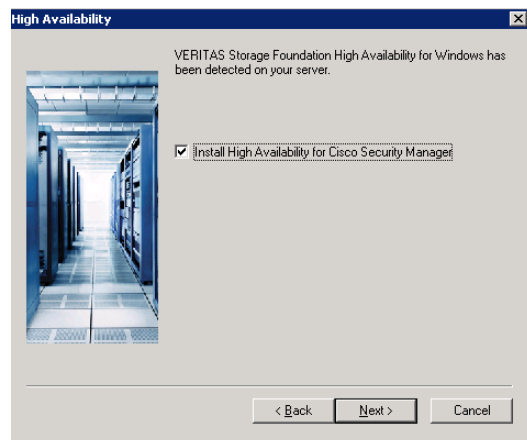 High Availability
VERITAS Storage Foundation High Availability for Windows has
been detected on your server.
Install High Availability for Cisco Security Manager
< Back
Next >
Cancel